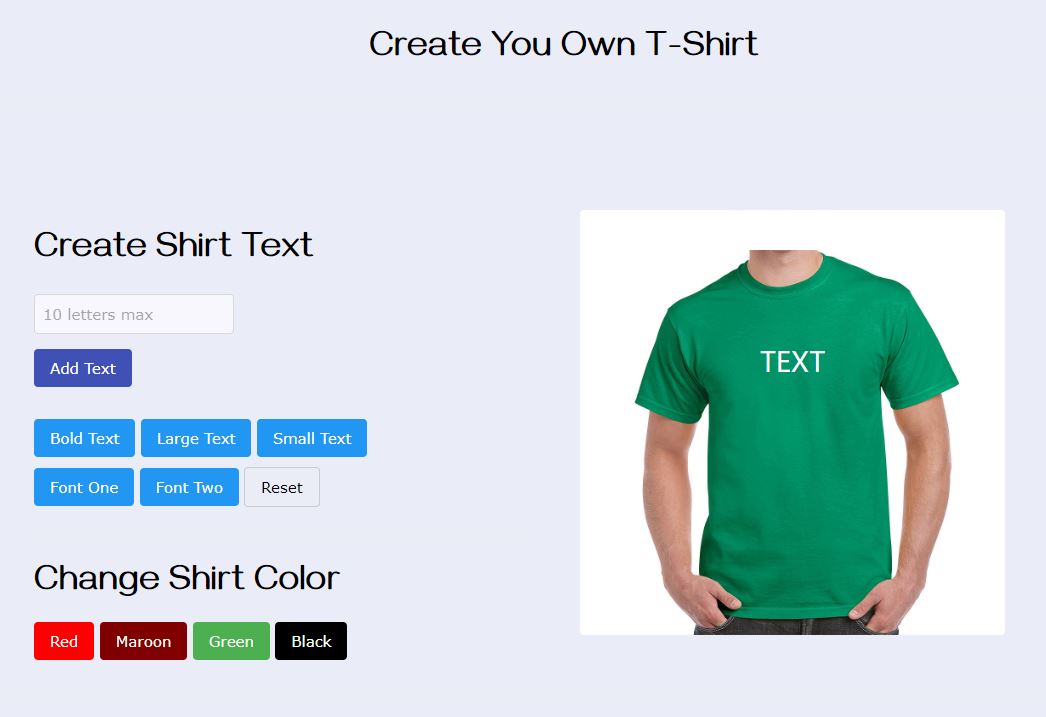 Create You Own T-Shirt
Create Shirt Text
10 letters max
Add Text
Bold Text Large Text Small Text
Font One Font Two Reset
Change Shirt Color
Red Maroon Green Black
TEXT